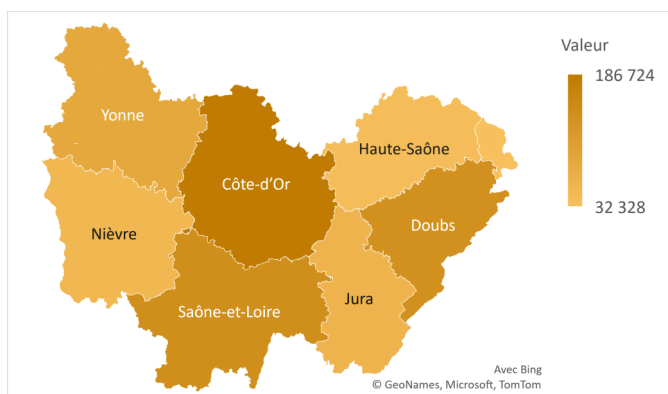 Valeur
186 724
32 328
Yonne
Côte-d'Or
Haute-Saône
Nièvre
Doubs
Saône-et-Loire
Jura
Avec Bing
© GeoNames, Microsoft, TomTom